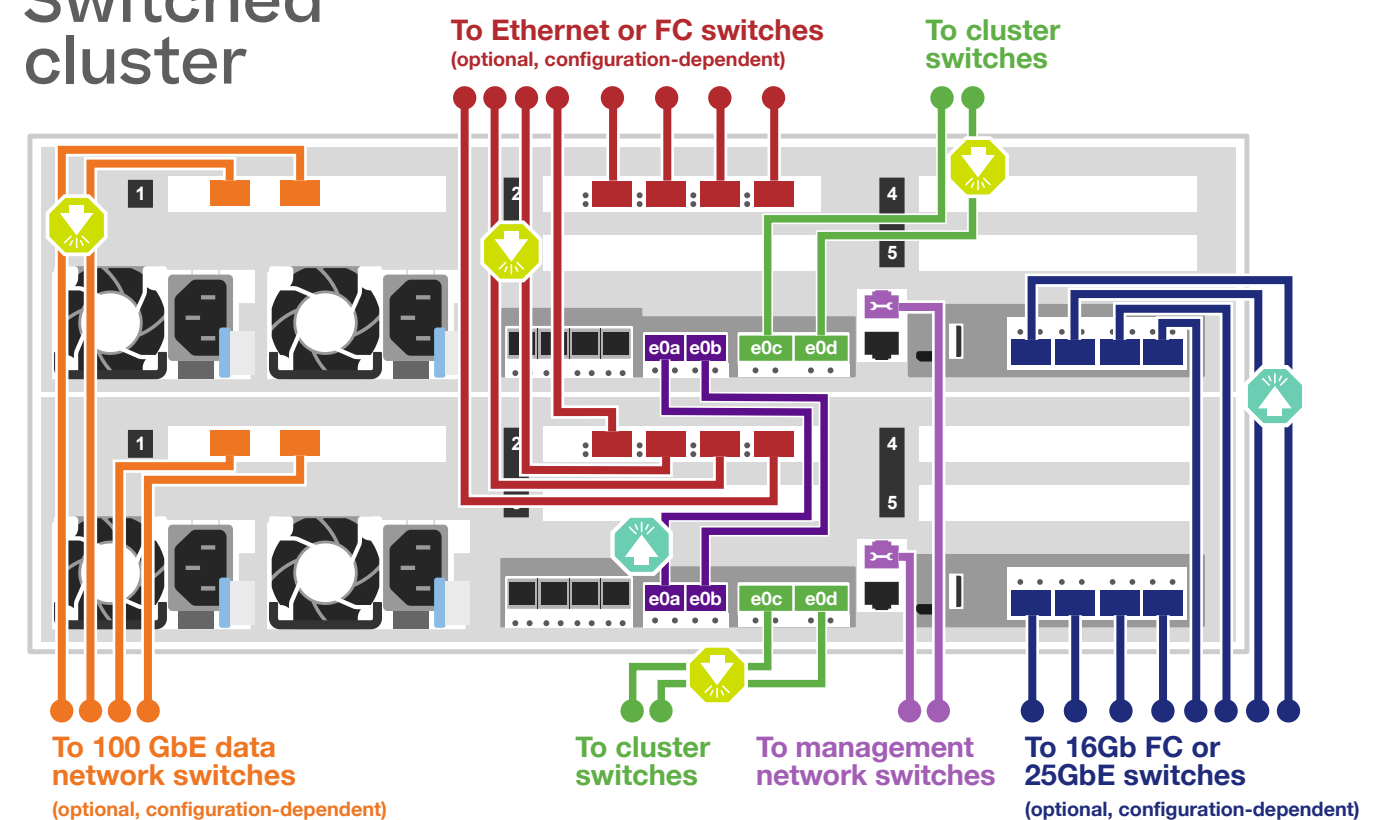 Switched
cluster
To Ethernet or FC switches
(optional, configuration-dependent)
To cluster
switches
1
2
4
5
e0a e0b e0c e0d
1
2
4
5
e0a e0b e0c e0d
To 100 GbE data
network switches
(optional, configuration-dependent)
To cluster
switches
To management
network switches
To 16Gb FC or
25GbE switches
(optional, configuration-dependent)